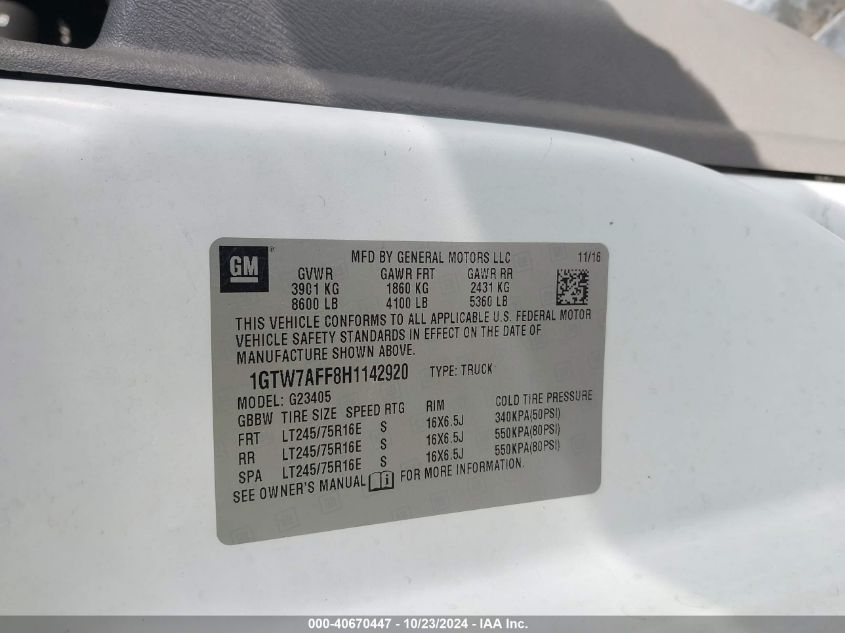 GM
MFD BY GENERAL MOTORS LLC 11/16
GVWR GAWR FRT GAWR RR
3901 KG 1860 KG 2431 KG
8600 LB 4100 LB 5360 LB
THIS VEHICLE CONFORMS TO ALL APPLICABLE U.S. FEDERAL MOTOR
VEHICLE SAFETY STANDARDS IN EFFECT ON THE DATE OF
MANUFACTURE SHOWN ABOVE.
1GTW7AFF8H1142920 TYPE: TRUCK
MODEL: G23405
GBBW TIRE SIZE SPEED RTG RIM COLD TIRE PRESSURE
FRT LT245/75R16E S 16X6.5J 340KPA(50PSI)
RR LT245/75R16E S 16X6.5J 550KPA(80PSI)
SPA LT245/75R16E S 16X6.5J 550KPA(80PSI)
SEE OWNER'S MANUAL FOR MORE INFORMATION.
000-40670447 - 10/23/2024 - IAA Inc.